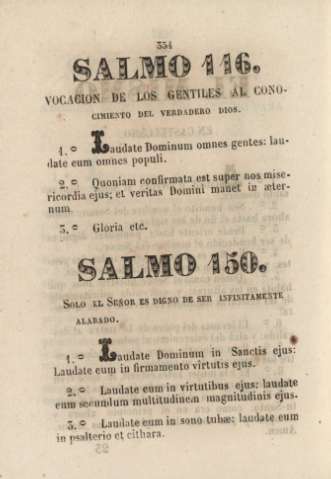 334
SALMO 116.
VOCACION DE LOS GENTILES AL CONO-
CIMIENTO DEL VERDADERO DIOS.
1.º Laudate Dominum omnes gentes: lau-
date eum omnes populi.
2.º Quoniam confirmata est super nos mise-
ricordia ejus; et veritas Domini manet in æter-
num.
3.º Gloria etc.
SALMO 150.
SOLO EL SEÑOR ES DIGNO DE SER INFINITAMENTE
ALABADO.
1.º Laudate Dominum in Sanctis ejus:
Laudate eum in firmamento virtutis ejus.
2.º Laudate eum in virtutibus ejus: laudate
eum secundum multitudinem magnitudinis ejus.
3.º Laudate eum in sono tubæ: laudate eum
in psalterio et cithara.